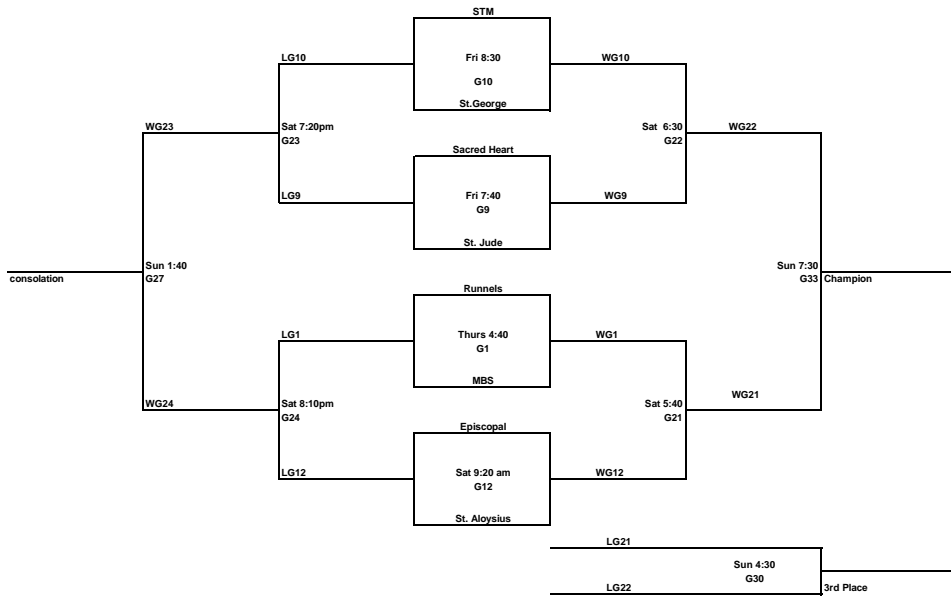 STM
LG10
Fri 8:30
WG10
G10
St.George
WG23
Sat 7:20pm
G23
Sat 6:30
G22
WG22
Sacred Heart
LG9
Fri 7:40
G9
WG9
St. Jude
consolation
Sun 1:40
G27
Sun 7:30
G33
Champion
Runnels
LG1
Thurs 4:40
G1
WG1
MBS
WG24
Sat 8:10pm
G24
Sat 5:40
G21
WG21
Episcopal
LG12
Sat 9:20 am
G12
WG12
St. Aloysius
LG21
Sun 4:30
G30
LG22
3rd Place